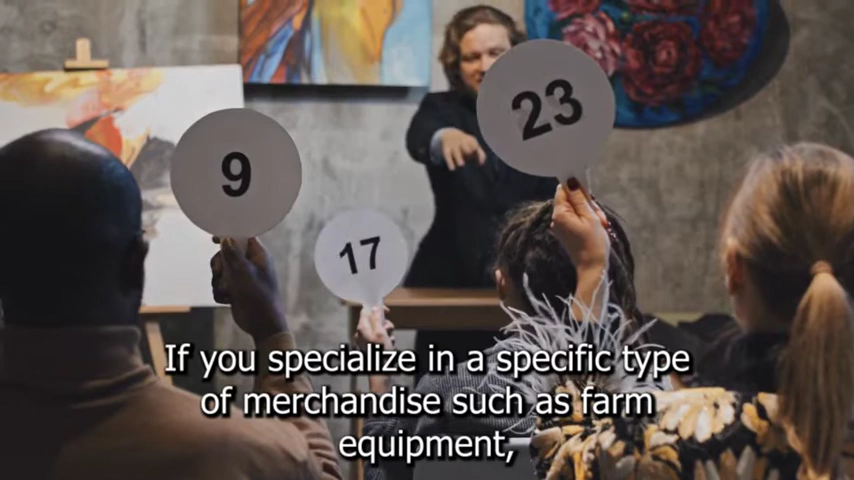 23
9
17
If you specialize in a specific type
of merchandise such as farm
equipment,